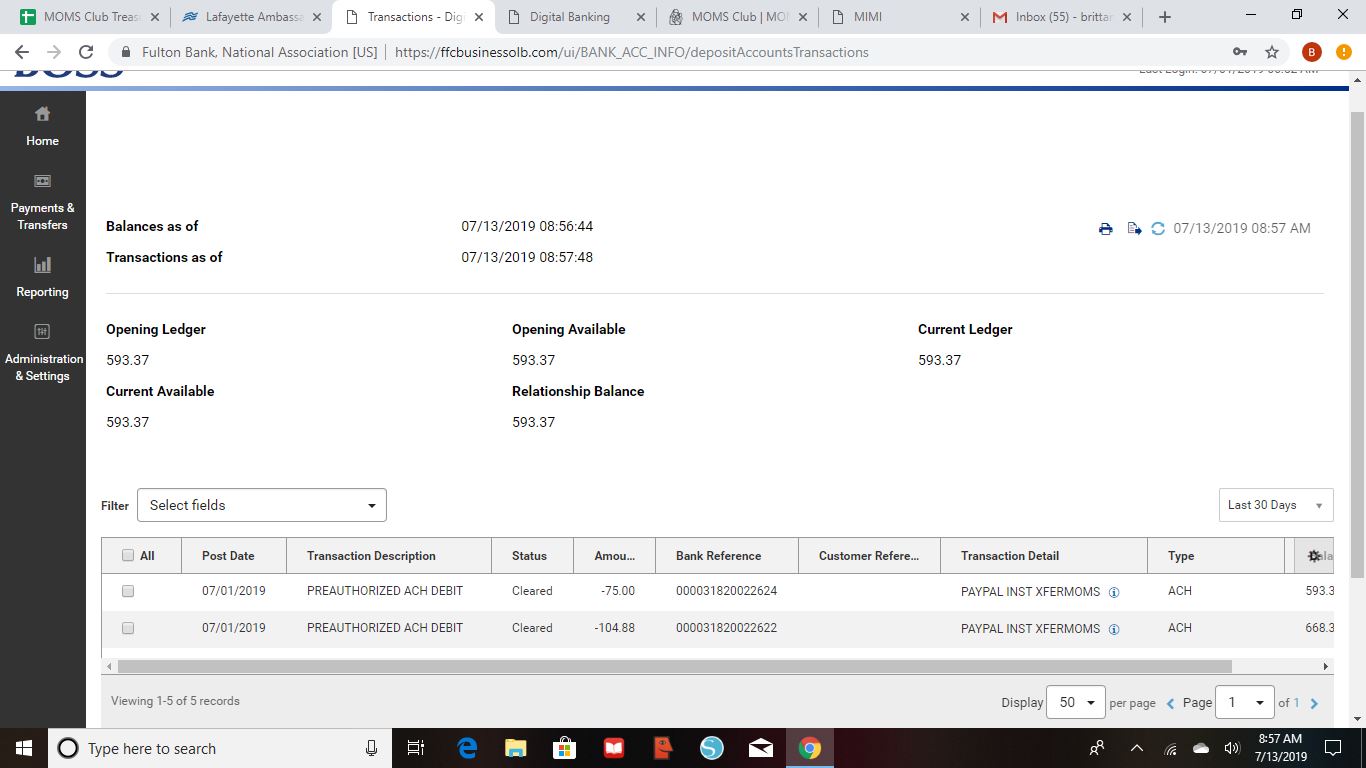 MOMS Club Treas
Lafayette Ambassa
Transactions - Dig
Digital Banking
MOMS Club | MO
MIMI
Inbox (55) - brittan
Fulton Bank, National Association [US] | https://ffcbusinessolb.com/ui/BANK_ACC_INFO/depositAccountsTransactions B
Home
Payments &
Transfers
Reporting
Administration
& Settings
Balances as of 07/13/2019 08:56:44 07/13/2019 08:57 AM
Transactions as of 07/13/2019 08:57:48
Opening Ledger Opening Available Current Ledger
593.37 593.37 593.37
Current Available Relationship Balance
593.37 593.37
Filter Select fields Last 30 Days
All Post Date Transaction Description Status Amou... Bank Reference Customer Refere... Transaction Detail Type
07/01/2019 PREAUTHORIZED ACH DEBIT Cleared -75.00 000031820022624 PAYPAL INST XFERMOMS ACH 593.3
07/01/2019 PREAUTHORIZED ACH DEBIT Cleared -104.88 000031820022622 PAYPAL INST XFERMOMS ACH 668.3
Viewing 1-5 of 5 records Display 50 per page Page 1 of 1
Type here to search
8:57 AM
7/13/2019